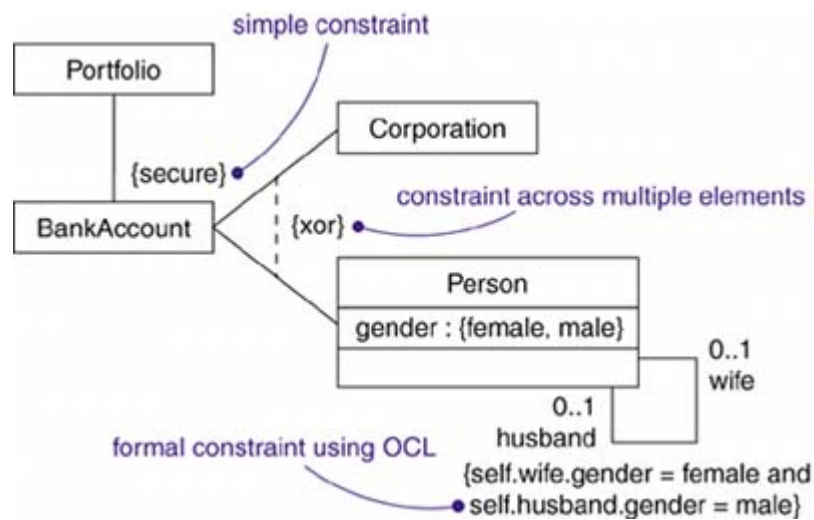 simple constraint
Portfolio
Corporation
{secure}
constraint across multiple elements
BankAccount
{xor}
Person
gender : {female, male}
0..1
wife
0..1
husband
formal constraint using OCL
{self.wife.gender = female and
self.husband.gender = male}